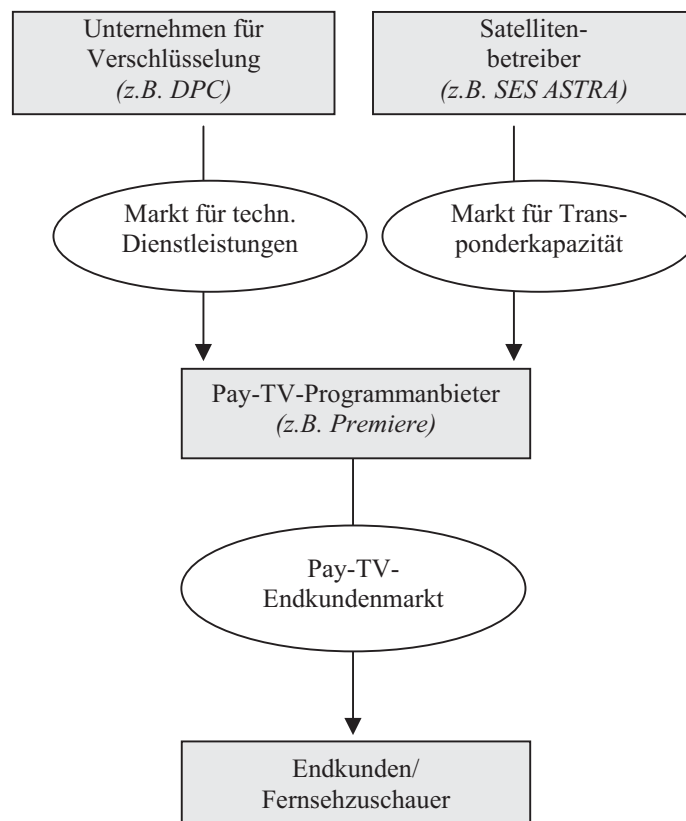 Unternehmen für
Verschlüsselung
(z.B. DPC)
Satelliten-
betreiber
(z.B. SES ASTRA)
Markt für techn.
Dienstleistungen
Markt für Trans-
ponderkapazität
Pay-TV-Programmanbieter
(z.B. Premiere)
Pay-TV-
Endkundenmarkt
Endkunden/
Fernsehzuschauer